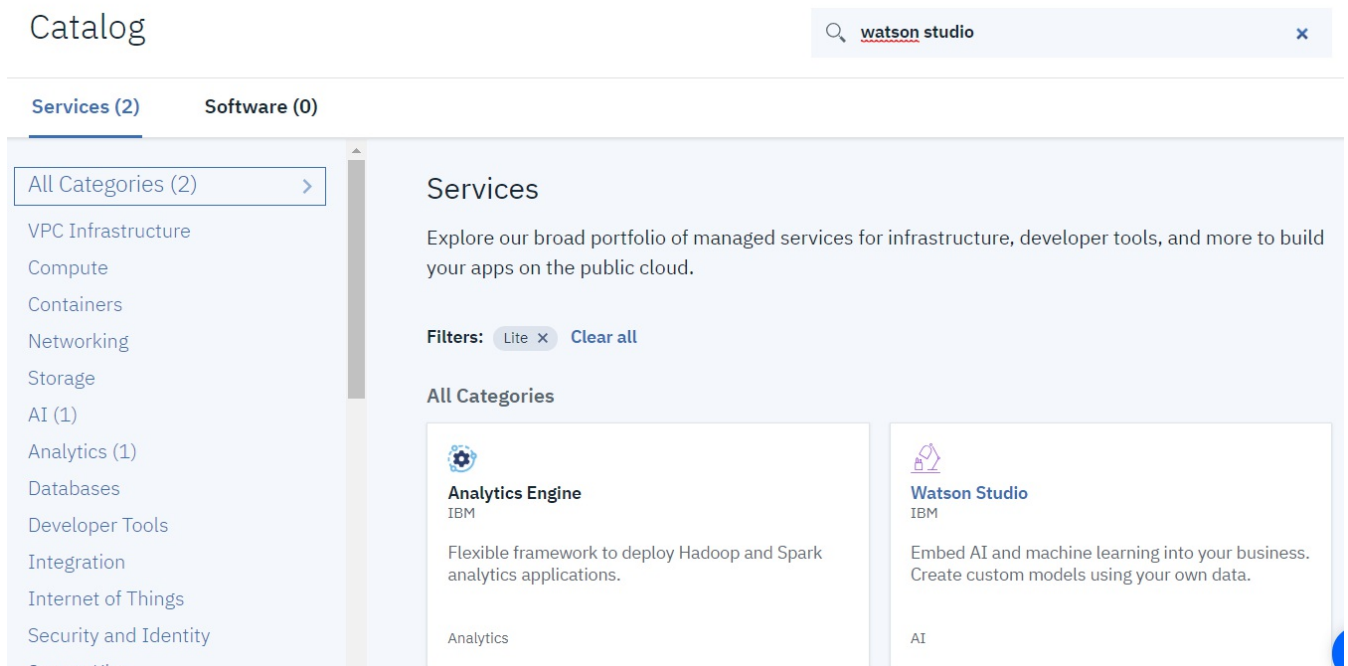 Catalog
watson studio
Services (2)
Software (0)
All Categories (2)
VPC Infrastructure
Compute
Containers
Networking
Storage
AI (1)
Analytics (1)
Databases
Developer Tools
Integration
Internet of Things
Security and Identity
Services
Explore our broad portfolio of managed services for infrastructure, developer tools, and more to build
your apps on the public cloud.
Filters: Lite × Clear all
All Categories
Analytics Engine
IBM
Flexible framework to deploy Hadoop and Spark
analytics applications.
Analytics
Watson Studio
IBM
Embed AI and machine learning into your business.
Create custom models using your own data.
AI